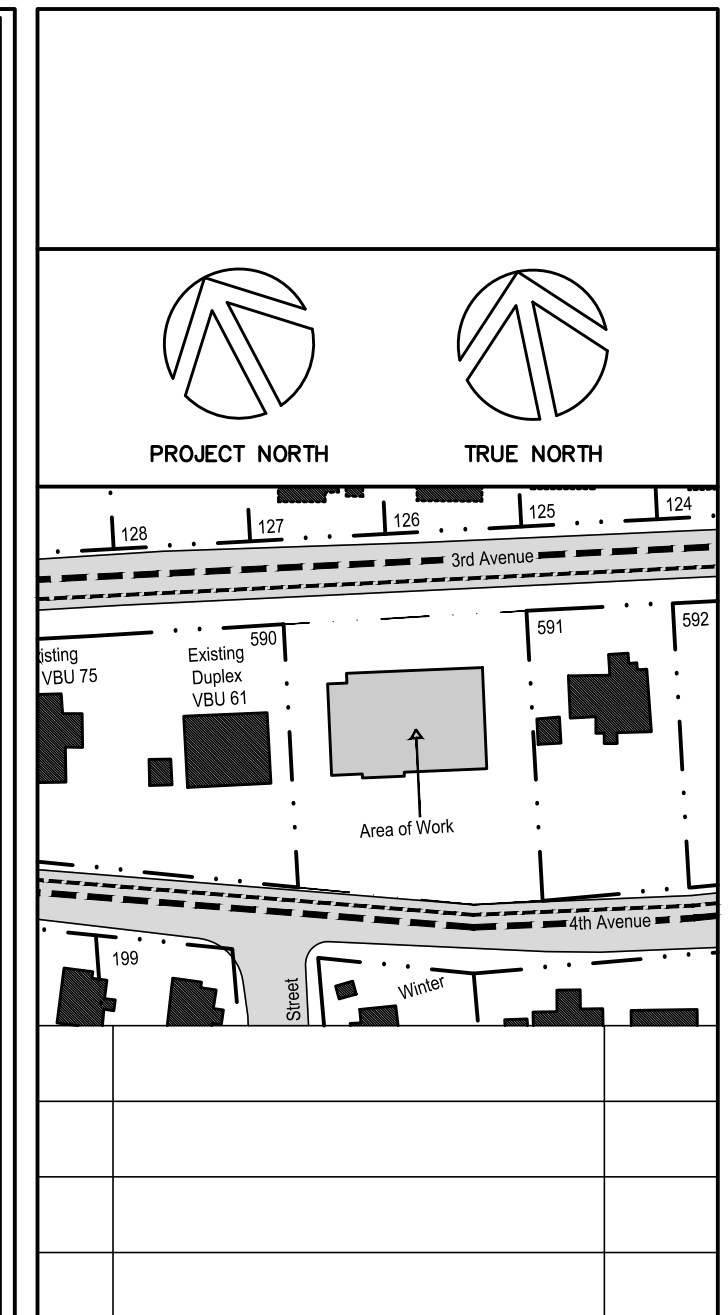 PROJECT NORTH
TRUE NORTH
128
127
126
125
124
3rd Avenue
590
591
592
isting
VBU 75
Existing
Duplex
VBU 61
Area of Work
4th Avenue
199
Street
Winter